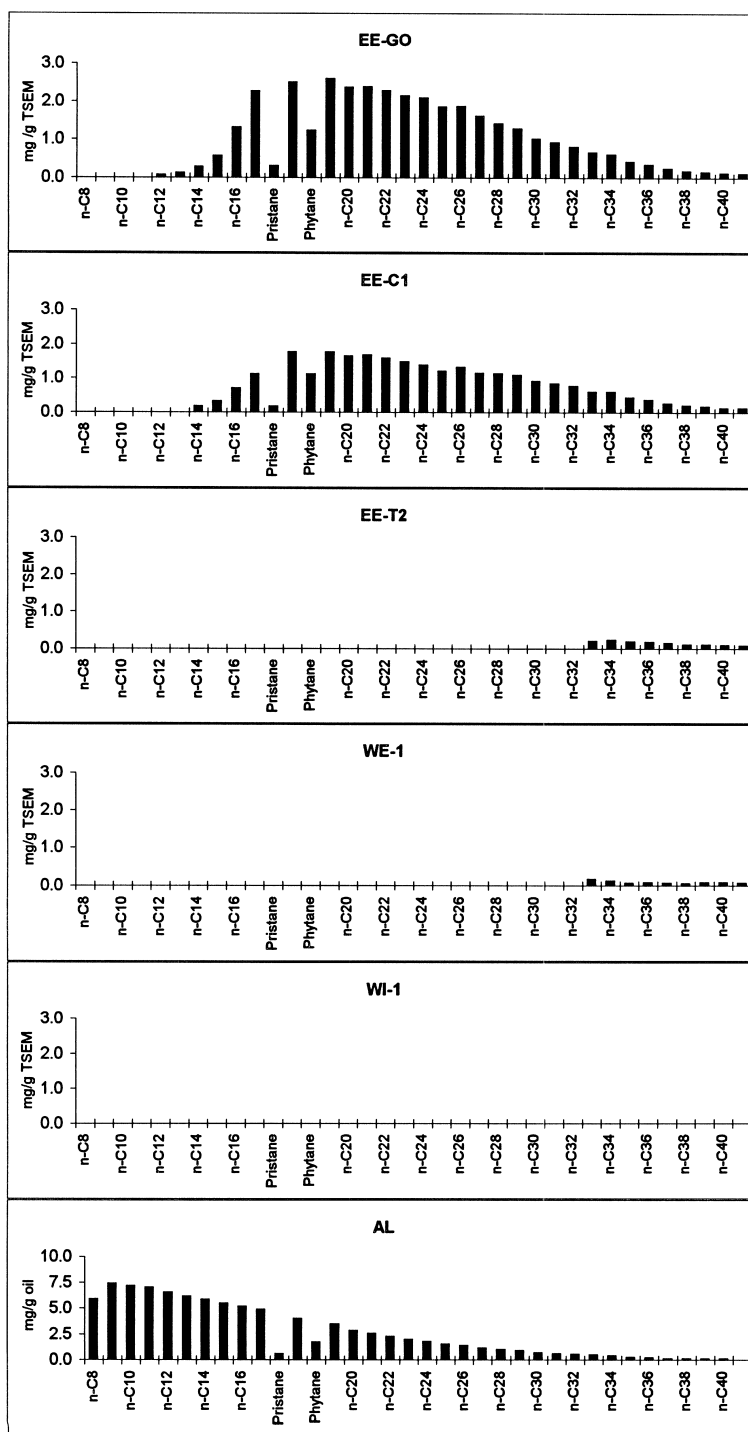 EE-GO
mg /g TSEM
3.0
2.0
1.0
0.0
n-C8
n-C10
n-C12
n-C14
n-C16
Pristane
Phytane
n-C20
n-C22
n-C24
n-C26
n-C28
n-C30
n-C32
n-C34
n-C36
n-C38
n-C40
EE-C1
mg/g TSEM
3.0
2.0
1.0
0.0
n-C8
n-C10
n-C12
n-C14
n-C16
Pristane
Phytane
n-C20
n-C22
n-C24
n-C26
n-C28
n-C30
n-C32
n-C34
n-C36
n-C38
n-C40
EE-T2
mg/g TSEM
3.0
2.0
1.0
0.0
n-C8
n-C10
n-C12
n-C14
n-C16
Pristane
Phytane
n-C20
n-C22
n-C24
n-C26
n-C28
n-C30
n-C32
n-C34
n-C36
n-C38
n-C40
WE-1
mg/g TSEM
3.0
2.0
1.0
0.0
n-C8
n-C10
n-C12
n-C14
n-C16
Pristane
Phytane
n-C20
n-C22
n-C24
n-C26
n-C28
n-C30
n-C32
n-C34
n-C36
n-C38
n-C40
WI-1
mg/g TSEM
3.0
2.0
1.0
0.0
n-C8
n-C10
n-C12
n-C14
n-C16
Pristane
Phytane
n-C20
n-C22
n-C24
n-C26
n-C28
n-C30
n-C32
n-C34
n-C36
n-C38
n-C40
AL
mg/g oil
10.0
7.5
5.0
2.5
0.0
n-C8
n-C10
n-C12
n-C14
n-C16
Pristane
Phytane
n-C20
n-C22
n-C24
n-C26
n-C28
n-C30
n-C32
n-C34
n-C36
n-C38
n-C40